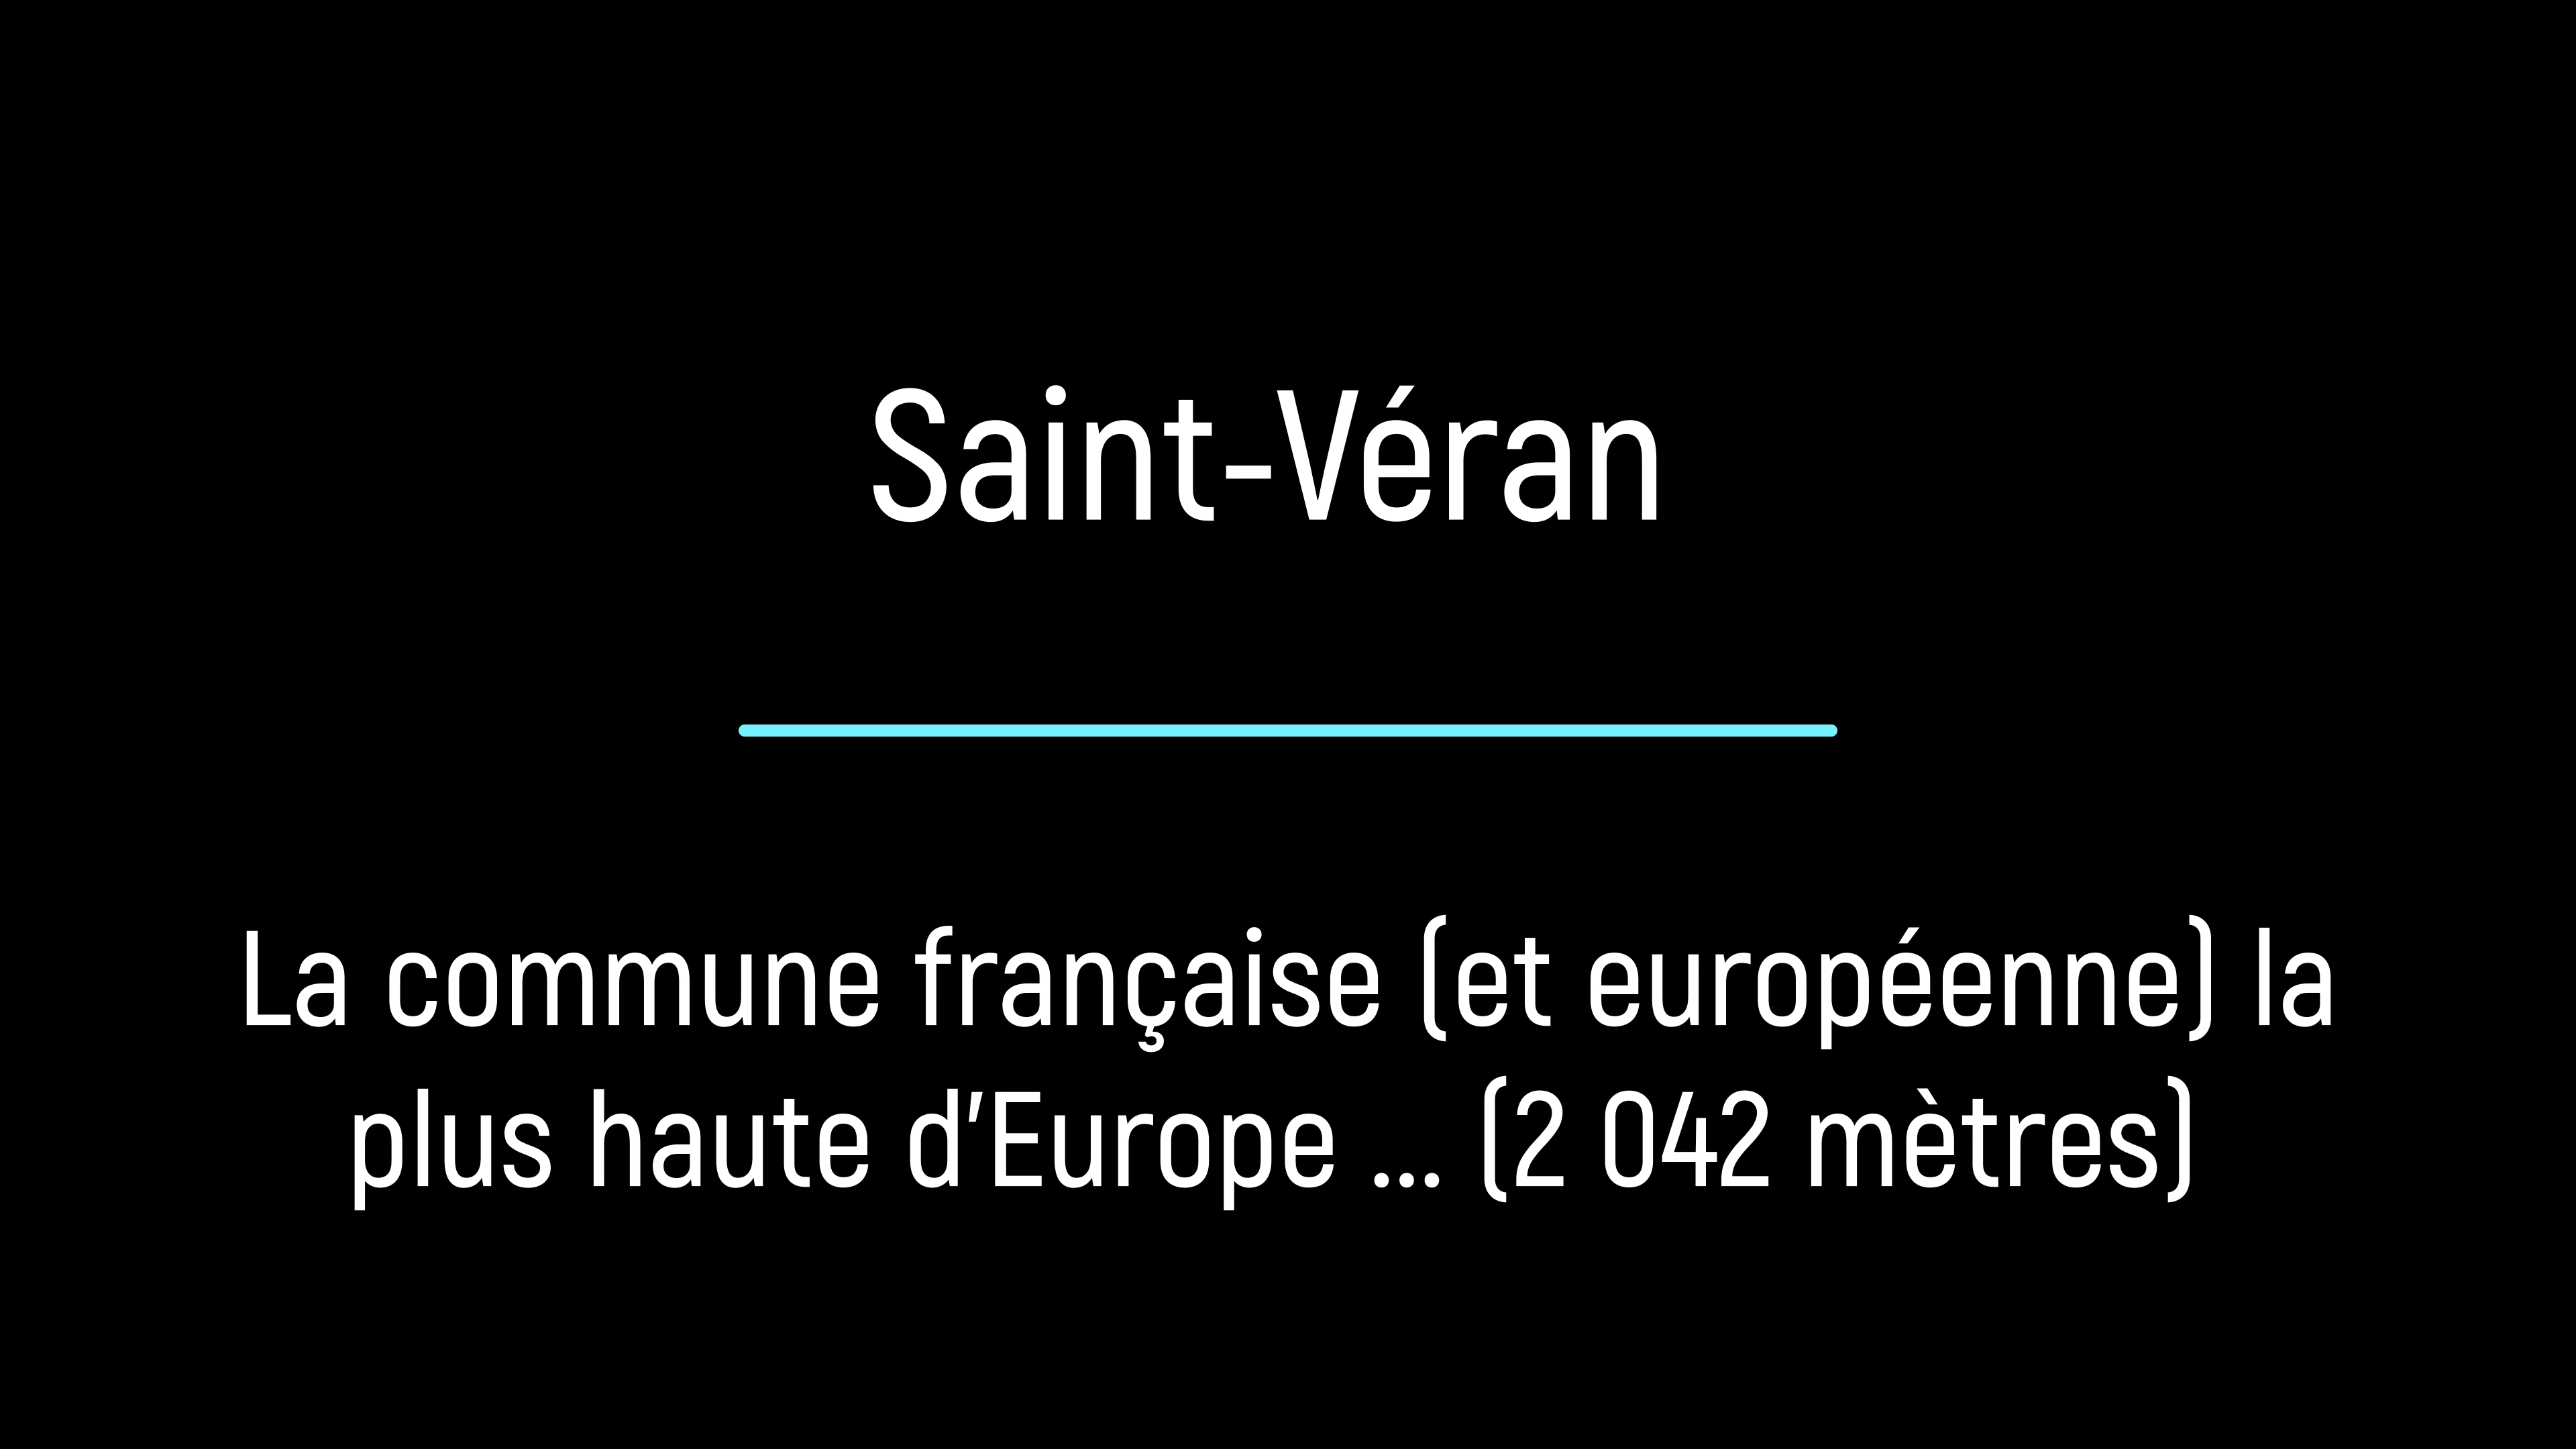 Saint-Véran
La commune française (et européenne) la
plus haute d'Europe ... (2 042 mètres)